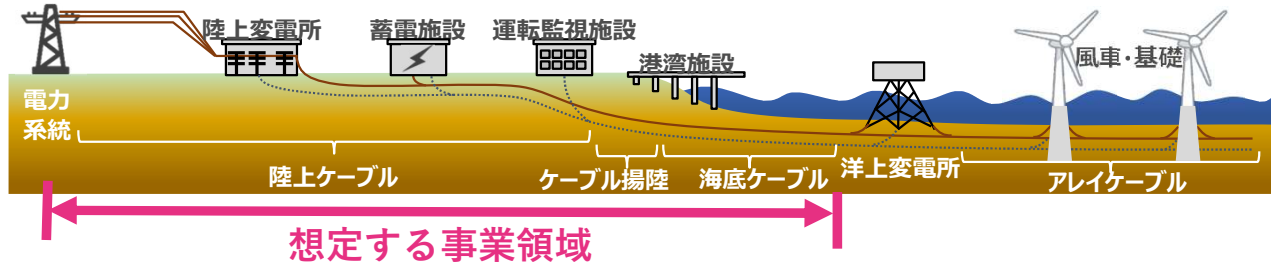 陸上変電所
蓄電施設
運転監視施設
港湾施設
風車・基礎
電力
系統
陸上ケーブル
ケーブル揚陸
海底ケーブル
洋上変電所
アレイケーブル
想定する事業領域